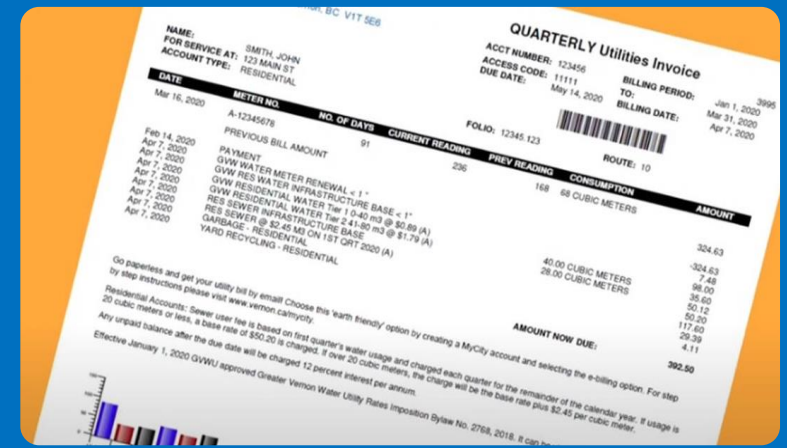 BC V1T 5E6
QUARTERLY Utilities Invoice
3995
NAME: SMITH, JOHN
FOR SERVICE AT: 123 MAIN ST
ACCOUNT TYPE: RESIDENTIAL
ACCT NUMBER: 123456
ACCESS CODE: 11111
DUE DATE: May 14, 2020
BILLING PERIOD: Jan 1, 2020
TO: Mar 31, 2020
BILLING DATE: Apr 7, 2020
FOLIO: 12345.123
ROUTE: 10
DATE METER NO. NO. OF DAYS CURRENT READING PREV READING CONSUMPTION AMOUNT
Mar 16, 2020 A-12345678 91 236 168 68 CUBIC METERS
PREVIOUS BILL AMOUNT 324.63
Feb 14, 2020 PAYMENT -324.63
Apr 7, 2020 GVW WATER METER RENEWAL < 1" 7.48
Apr 7, 2020 GVW RES WATER INFRASTRUCTURE BASE < 1" 98.00
Apr 7, 2020 GVW RESIDENTIAL WATER Tier 1 0-40 m3 @ $0.89 (A) 40.00 CUBIC METERS 35.60
Apr 7, 2020 GVW RESIDENTIAL WATER Tier 2 41-80 m3 @ $1.79 (A) 28.00 CUBIC METERS 50.12
Apr 7, 2020 RES SEWER INFRASTRUCTURE BASE 50.20
Apr 7, 2020 RES SEWER @ $2.45 M3 ON 1ST QRT 2020 (A) 117.60
Apr 7, 2020 GARBAGE - RESIDENTIAL 29.39
Apr 7, 2020 YARD RECYCLING - RESIDENTIAL 4.11
AMOUNT NOW DUE: 392.50
Go paperless and get your utility bill by email! Choose this 'earth friendly' option by creating a MyCity account and selecting the e-billing option. For step
by step instructions please visit www.vernon.ca/mycity.
Residential Accounts: Sewer user fee is based on first quarter's water usage and charged each quarter for the remainder of the calendar year. If usage is
20 cubic meters or less, a base rate of $50.20 is charged. If over 20 cubic meters, the charge will be the base rate plus $2.45 per cubic meter.
Any unpaid balance after the due date will be charged 12 percent interest per annum.
Effective January 1, 2020 GVWU approved Greater Vernon Water Utility Rates Imposition Bylaw No. 2768, 2018. It can be